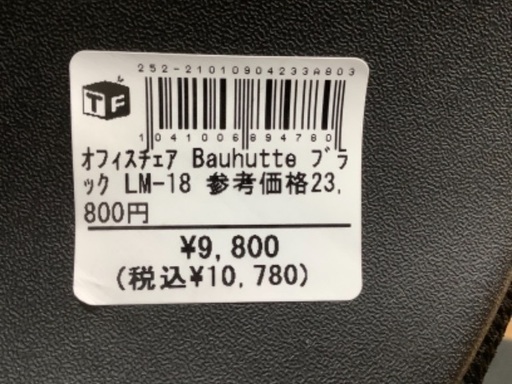 252-21010904233A803
TF
1041006894780
オフィスチェア Bauhutte ブラ
ック LM-18 参考価格23,
800円
¥9,800
(税込¥10,780)